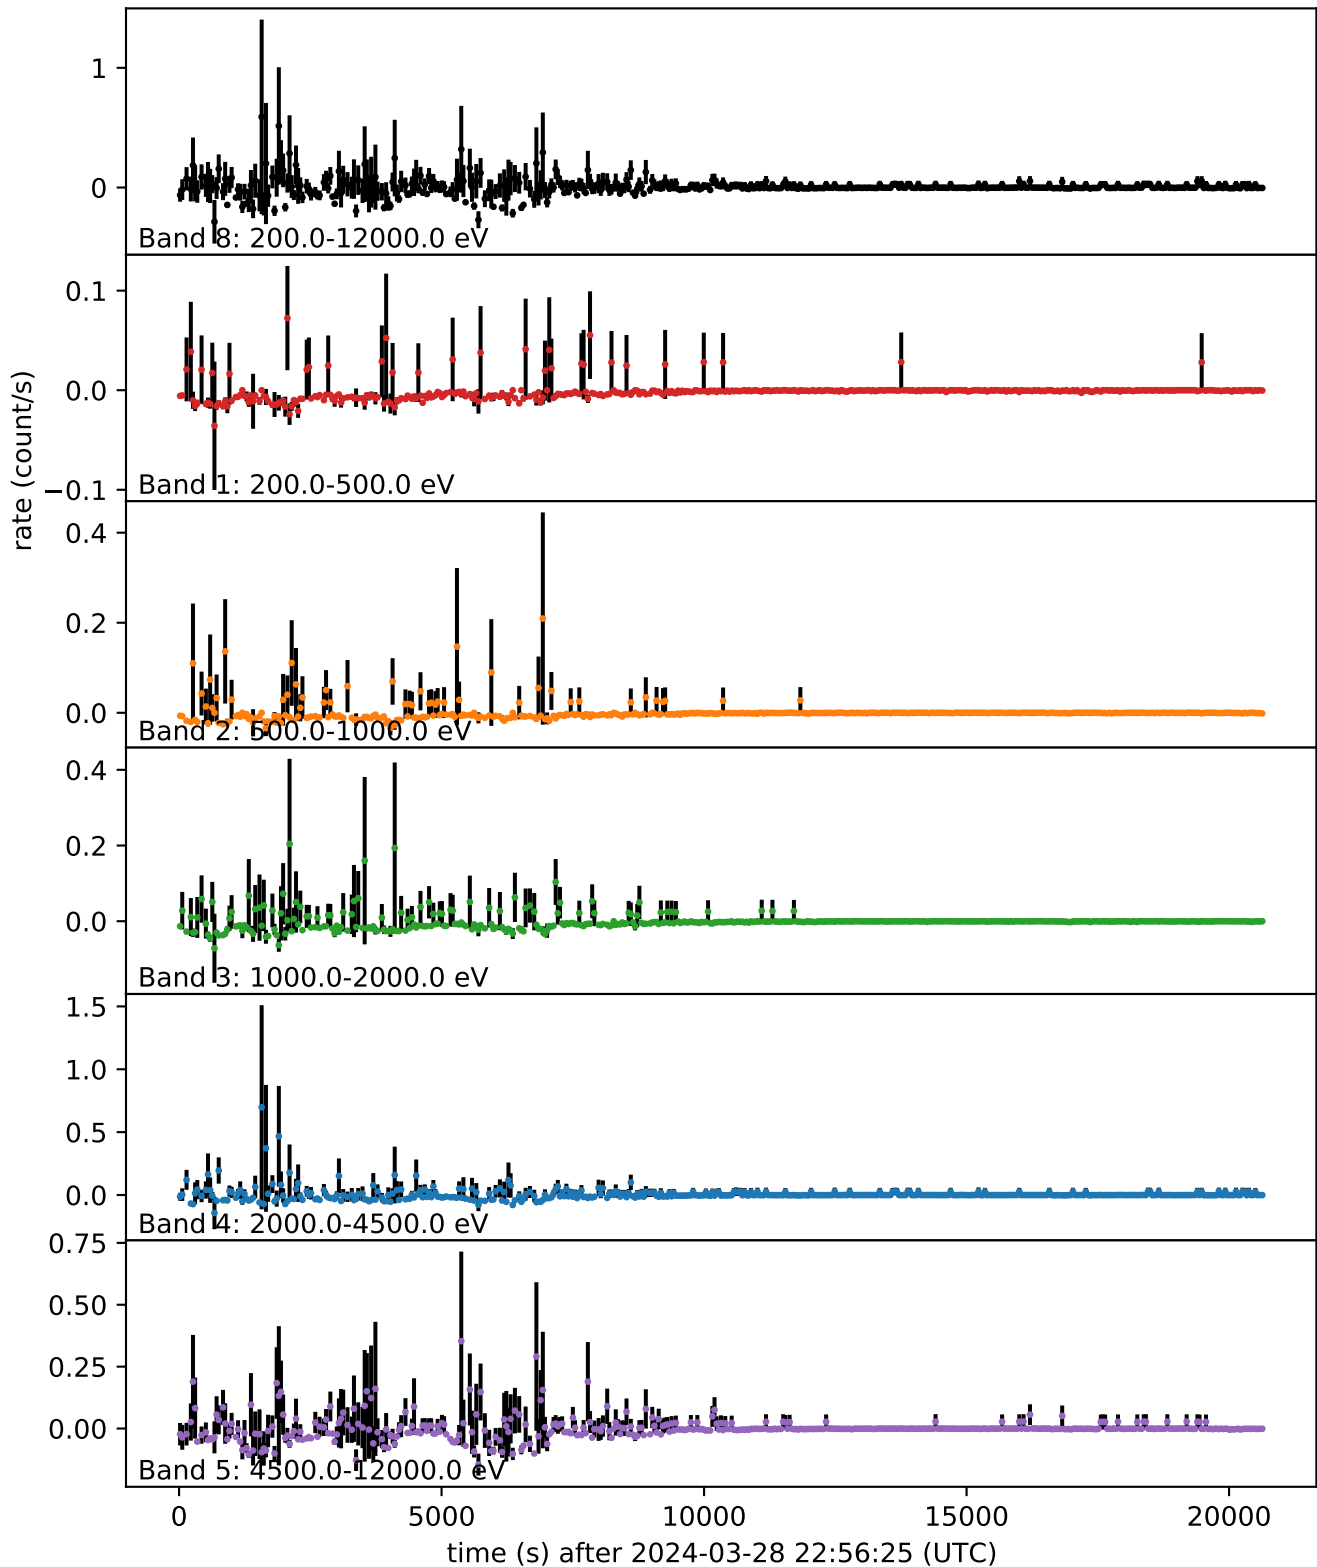 1
0
Band 8: 200.0-12000.0 eV
0.1
0.0
−0.1
Band 1: 200.0-500.0 eV
rate (count/s)
0.4
0.2
0.0
Band 2: 500.0-1000.0 eV
0.4
0.2
0.0
Band 3: 1000.0-2000.0 eV
1.5
1.0
0.5
0.0
Band 4: 2000.0-4500.0 eV
0.75
0.50
0.25
0.00
Band 5: 4500.0-12000.0 eV
0 5000 10000 15000 20000
time (s) after 2024-03-28 22:56:25 (UTC)